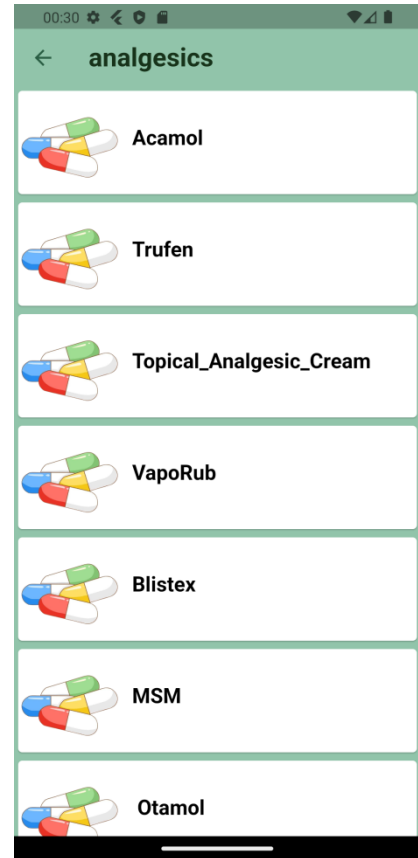 00:30
analgesics
Acamol
Trufen
Topical_Analgesic_Cream
VapoRub
Blistex
MSM
Otamol